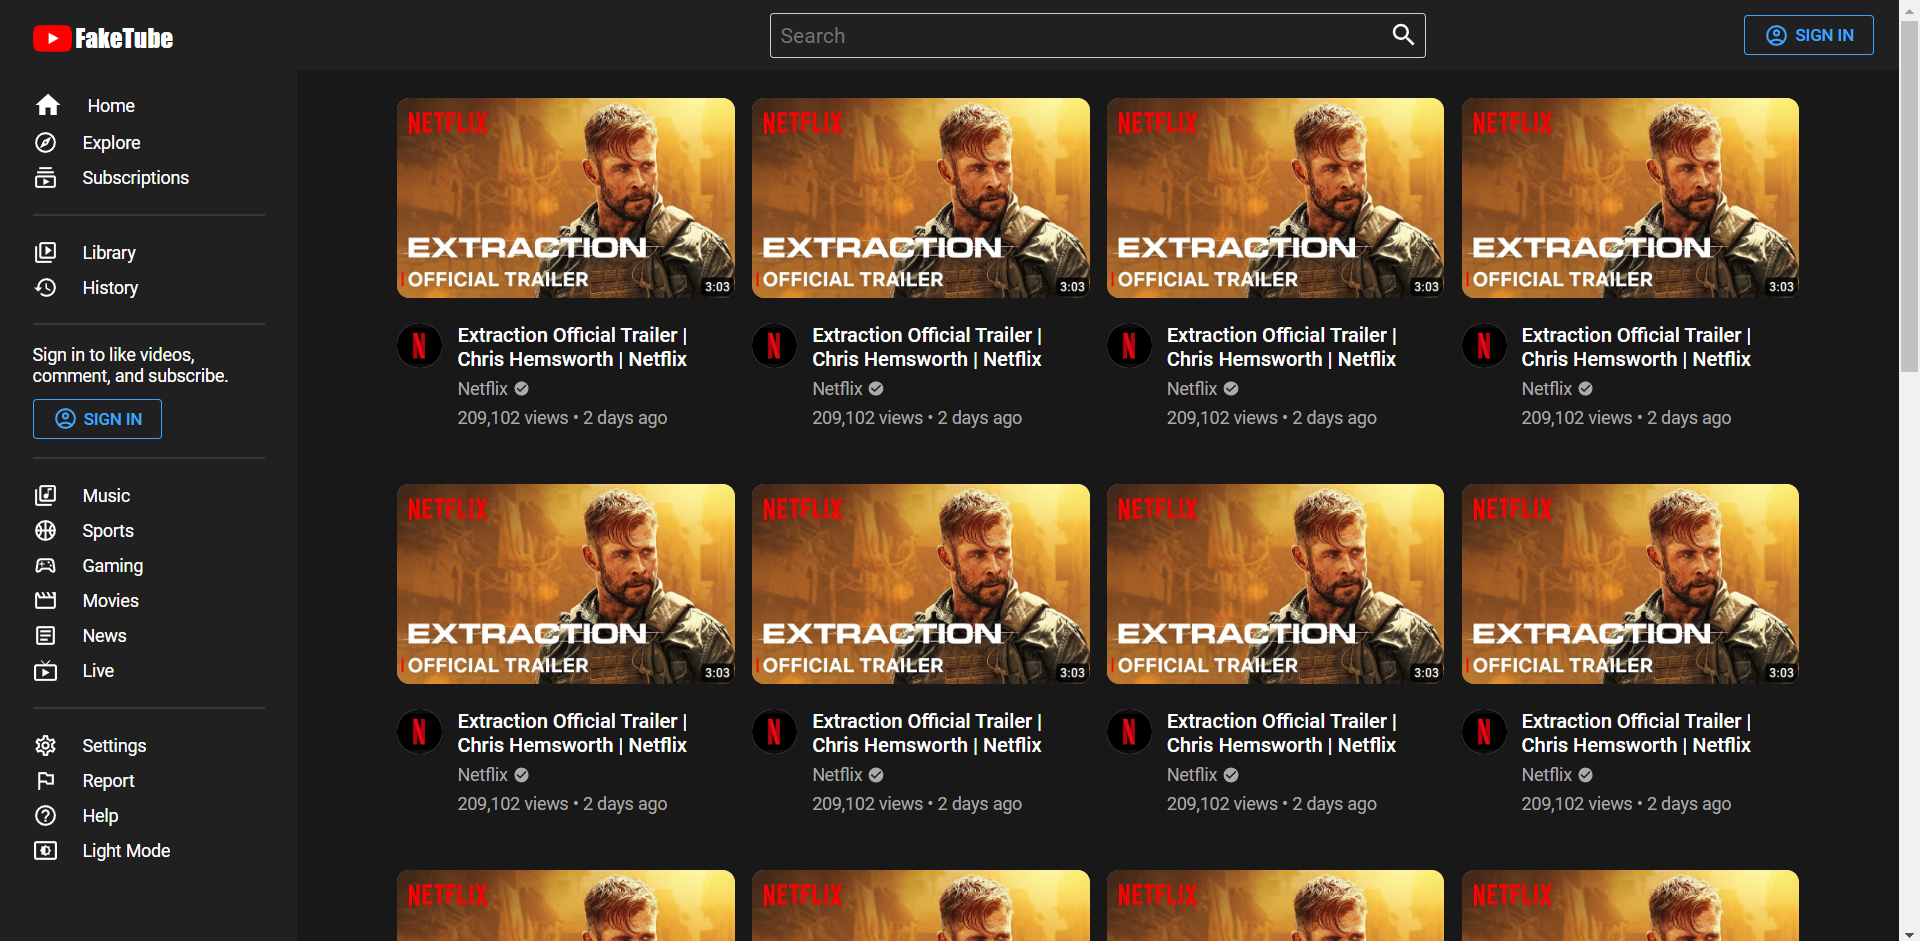 FakeTube
Search
SIGN IN
Home
Explore
Subscriptions
Library
History
Sign in to like videos,
comment, and subscribe.
SIGN IN
Music
Sports
Gaming
Movies
News
Live
Settings
Report
Help
Light Mode
NETFLIX
EXTRACTION
OFFICIAL TRAILER
3:03
Extraction Official Trailer |
Chris Hemsworth | Netflix
Netflix
209,102 views • 2 days ago
NETFLIX
EXTRACTION
OFFICIAL TRAILER
3:03
Extraction Official Trailer |
Chris Hemsworth | Netflix
Netflix
209,102 views • 2 days ago
NETFLIX
EXTRACTION
OFFICIAL TRAILER
3:03
Extraction Official Trailer |
Chris Hemsworth | Netflix
Netflix
209,102 views • 2 days ago
NETFLIX
EXTRACTION
OFFICIAL TRAILER
3:03
Extraction Official Trailer |
Chris Hemsworth | Netflix
Netflix
209,102 views • 2 days ago
NETFLIX
EXTRACTION
OFFICIAL TRAILER
3:03
Extraction Official Trailer |
Chris Hemsworth | Netflix
Netflix
209,102 views • 2 days ago
NETFLIX
EXTRACTION
OFFICIAL TRAILER
3:03
Extraction Official Trailer |
Chris Hemsworth | Netflix
Netflix
209,102 views • 2 days ago
NETFLIX
EXTRACTION
OFFICIAL TRAILER
3:03
Extraction Official Trailer |
Chris Hemsworth | Netflix
Netflix
209,102 views • 2 days ago
NETFLIX
EXTRACTION
OFFICIAL TRAILER
3:03
Extraction Official Trailer |
Chris Hemsworth | Netflix
Netflix
209,102 views • 2 days ago
NETFLIX
NETFLIX
NETFLIX
NETFLIX